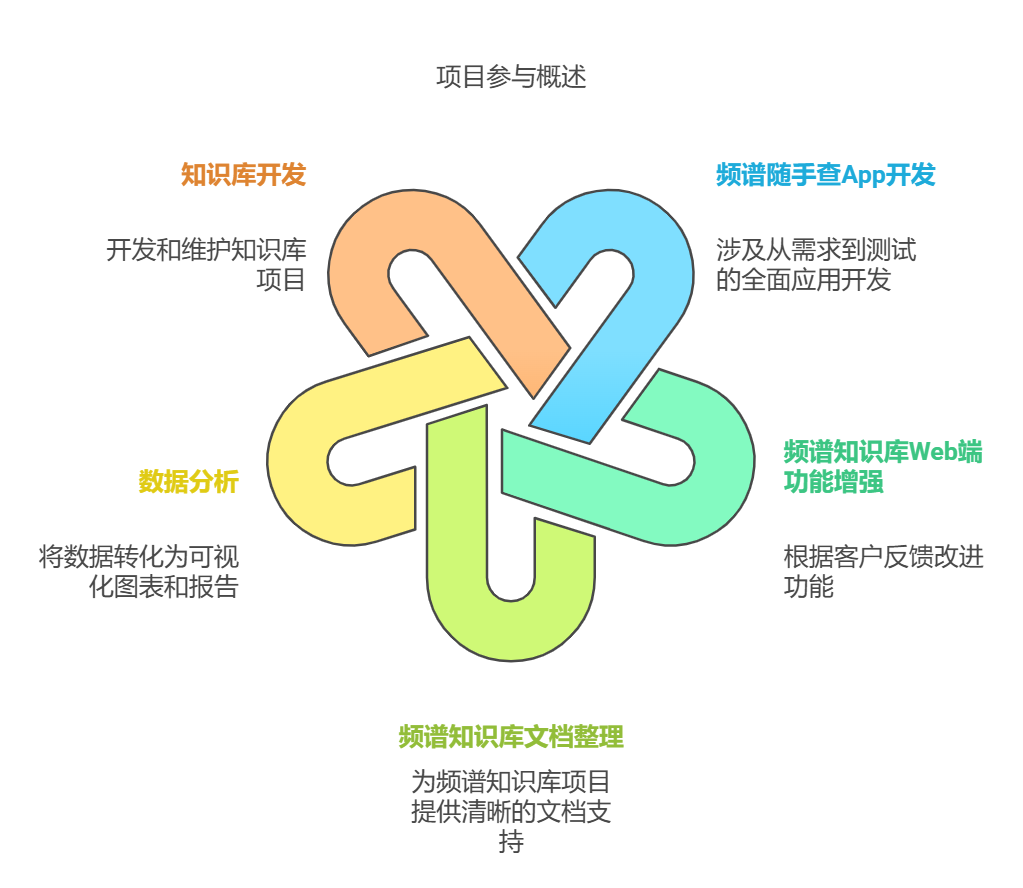 项目参与概述
知识库开发
开发和维护知识库
项目
频谱随手查App开发
涉及从需求到测试
的全面应用开发
数据分析
将数据转化为可视
化图表和报告
频谱知识库Web端
功能增强
根据客户反馈改进
功能
频谱知识库文档整理
为频谱知识库项目
提供清晰的文档支
持